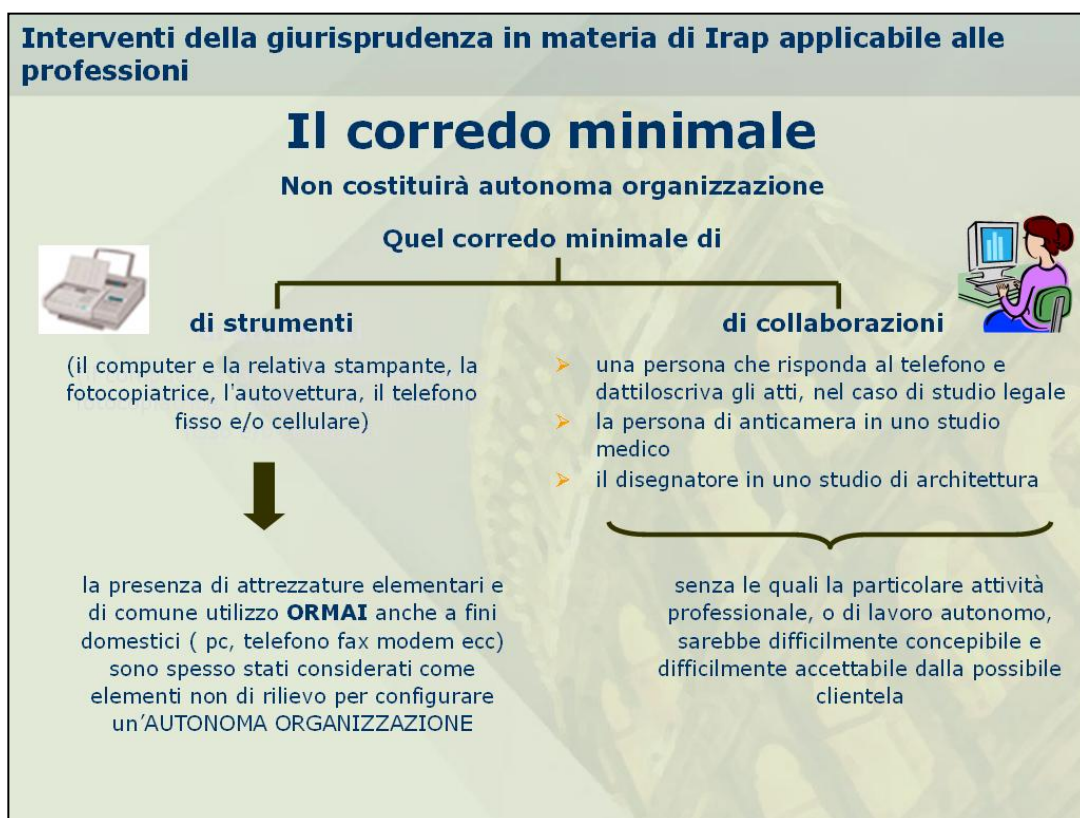 Interventi della giurisprudenza in materia di Irap applicabile alle
professioni
Il corredo minimale
Non costituirà autonoma organizzazione
Quel corredo minimale di
di strumenti
(il computer e la relativa stampante, la
fotocopiatrice, l'autovettura, il telefono
fisso e/o cellulare)
la presenza di attrezzature elementari e
di comune utilizzo ORMAI anche a fini
domestici ( pc, telefono fax modem ecc)
sono spesso stati considerati come
elementi non di rilievo per configurare
un'AUTONOMA ORGANIZZAZIONE
di collaborazioni
una persona che risponda al telefono e
dattiloscriva gli atti, nel caso di studio legale
la persona di anticamera in uno studio
medico
il disegnatore in uno studio di architettura
senza le quali la particolare attività
professionale, o di lavoro autonomo,
sarebbe difficilmente concepibile e
difficilmente accettabile dalla possibile
clientela